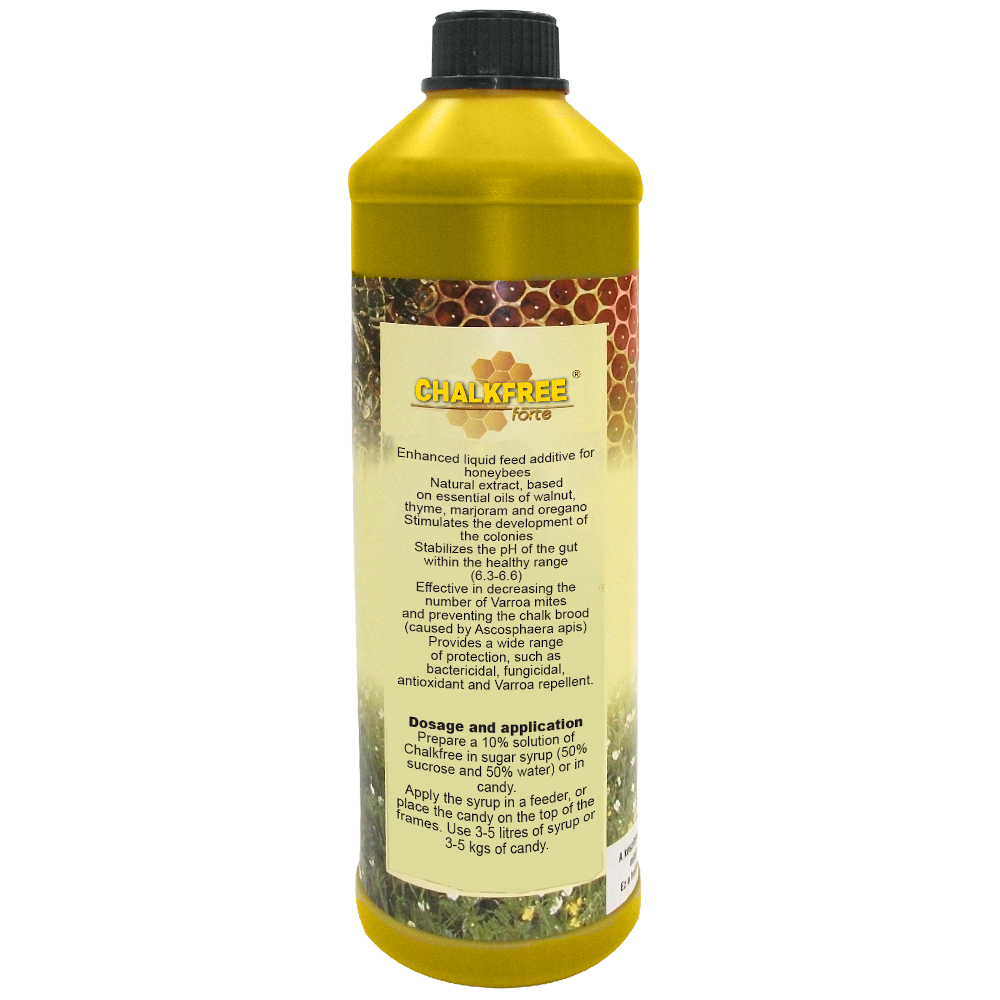 CHALKFREE ®
forte
Enhanced liquid feed additive for
honeybees
Natural extract, based
on essential oils of walnut,
thyme, marjoram and oregano
Stimulates the development of
the colonies
Stabilizes the pH of the gut
within the healthy range
(6.3-6.6)
Effective in decreasing the
number of Varroa mites
and preventing the chalk brood
(caused by Ascosphaera apis)
Provides a wide range
of protection, such as
bactericidal, fungicidal,
antioxidant and Varroa repellent.
Dosage and application
Prepare a 10% solution of
Chalkfree in sugar syrup (50%
sucrose and 50% water) or in
candy.
Apply the syrup in a feeder, or
place the candy on the top of the
frames. Use 3-5 litres of syrup or
3-5 kgs of candy.
A
Ez a